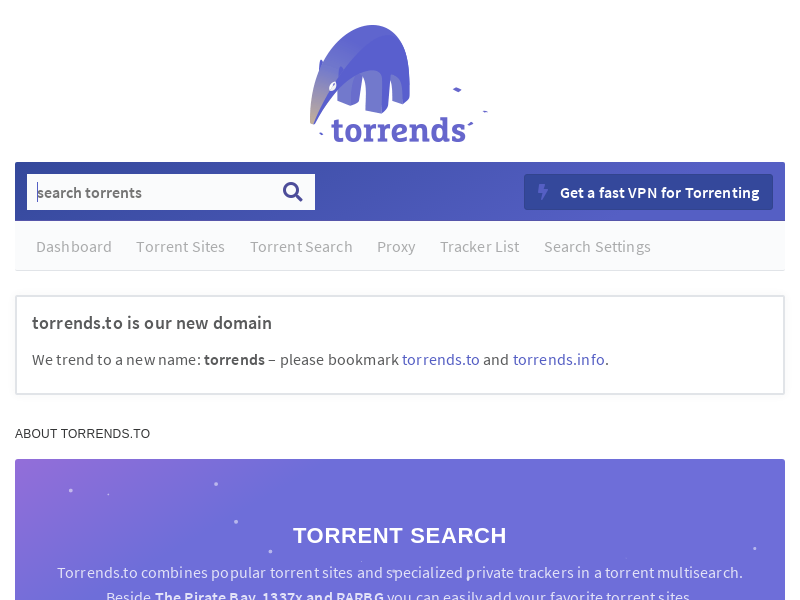 torrends
search torrents
Get a fast VPN for Torrenting
Dashboard Torrent Sites Torrent Search Proxy Tracker List Search Settings
torrends.to is our new domain
We trend to a new name: torrends – please bookmark torrends.to and torrends.info.
ABOUT TORRENDS.TO
TORRENT SEARCH
Torrends.to combines popular torrent sites and specialized private trackers in a torrent multisearch.
Beside The Pirate Bay, 1337x and RARBG you can easily add your favorite torrent sites.